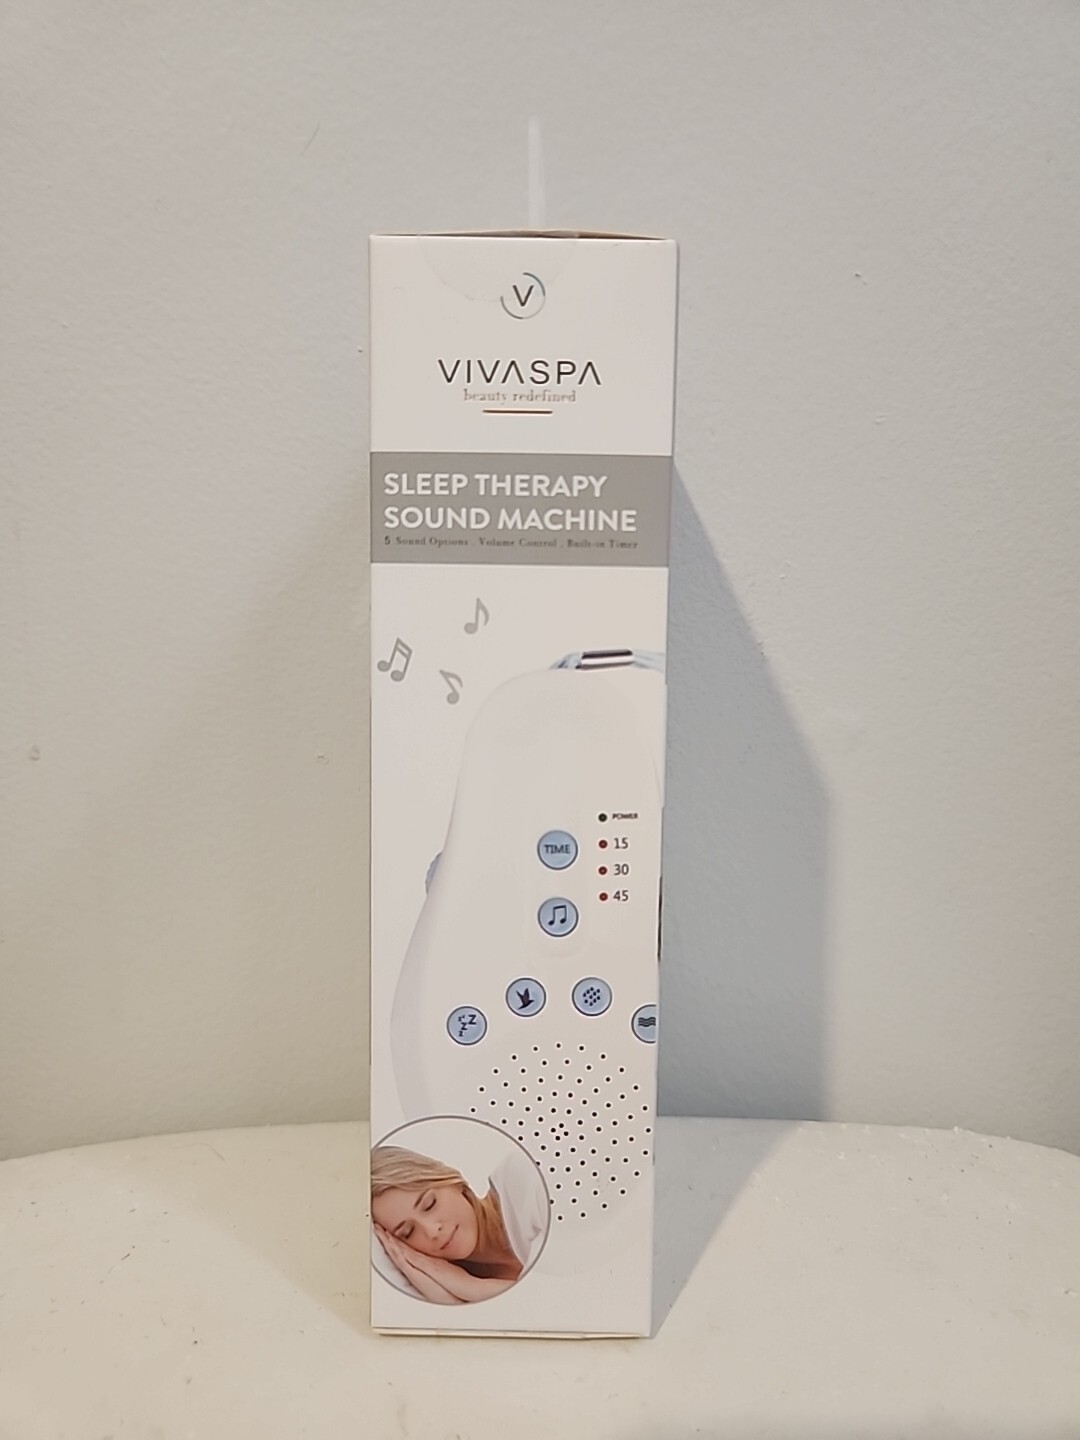 V
VIVASPA
beauty redefined
SLEEP THERAPY
SOUND MACHINE
5 Sound Options . Volume Control . Built-in Timer
POWER
TIME
15
30
45
z z
z
z